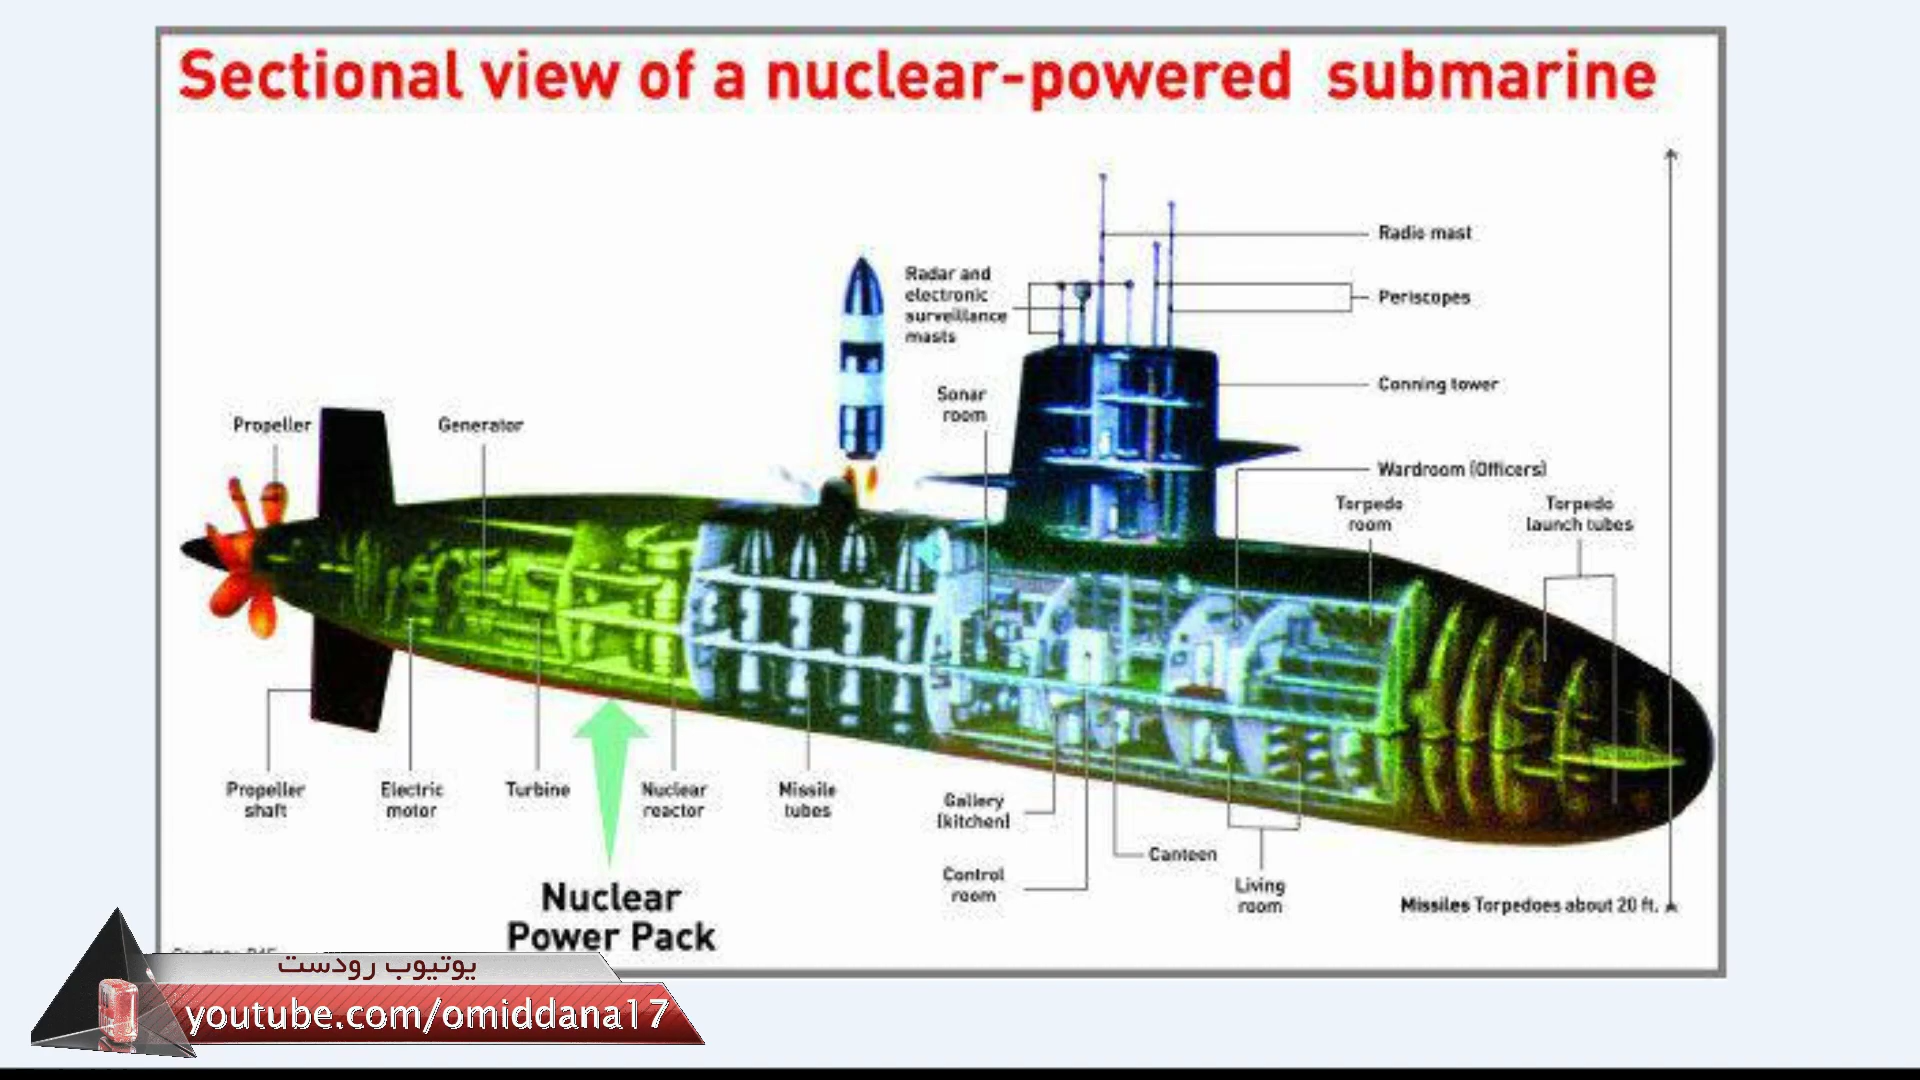 Sectional view of a nuclear-powered submarine
Radio mast
Radar and
electronic
surveillance
masts
Periscopes
Conning tower
Sonar
room
Propeller
Generator
Wardroom (Officers)
Torpedo
room
Torpedo
launch tubes
Propeller
shaft
Electric
motor
Turbine
Nuclear
reactor
Missile
tubes
Gallery
(kitchen)
Canteen
Control
room
Living
room
Missiles Torpedoes about 20 ft.
Nuclear
Power Pack
یوتیوب رودست
youtube.com/omiddana17